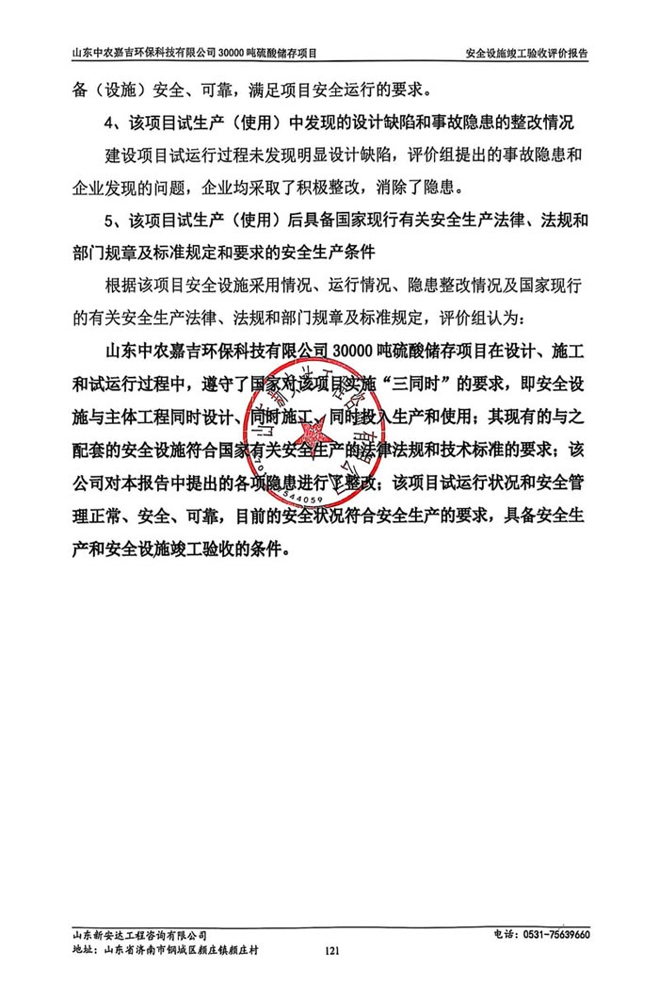 山东中农嘉吉环保科技有限公司 30000 吨硫酸储存项目 安全设施竣工验收评价报告
备（设施）安全、可靠，满足项目安全运行的要求。
4、该项目试生产（使用）中发现的设计缺陷和事故隐患的整改情况
建设项目试运行过程未发现明显设计缺陷，评价组提出的事故隐患和
企业发现的问题，企业均采取了积极整改，消除了隐患。
5、该项目试生产（使用）后具备国家现行有关安全生产法律、法规和
部门规章及标准规定和要求的安全生产条件
根据该项目安全设施采用情况、运行情况、隐患整改情况及国家现行
的有关安全生产法律、法规和部门规章及标准规定，评价组认为：
山东中农嘉吉环保科技有限公司 30000 吨硫酸储存项目在设计、施工
和试运行过程中，遵守了国家对该项目实施“三同时”的要求，即安全设
施与主体工程同时设计、同时施工、同时投入生产和使用；其现有的与之
配套的安全设施符合国家有关安全生产的法律法规和技术标准的要求；该
公司对本报告中提出的各项隐患进行了整改；该项目试运行状况和安全管
理正常、安全、可靠，目前的安全状况符合安全生产的要求，具备安全生
产和安全设施竣工验收的条件。
山东新安达工程咨询有限公司
山东新安达工程咨询有限公司 电话：0531-75639660
地址：山东省济南市钢城区颜庄镇颜庄村 121